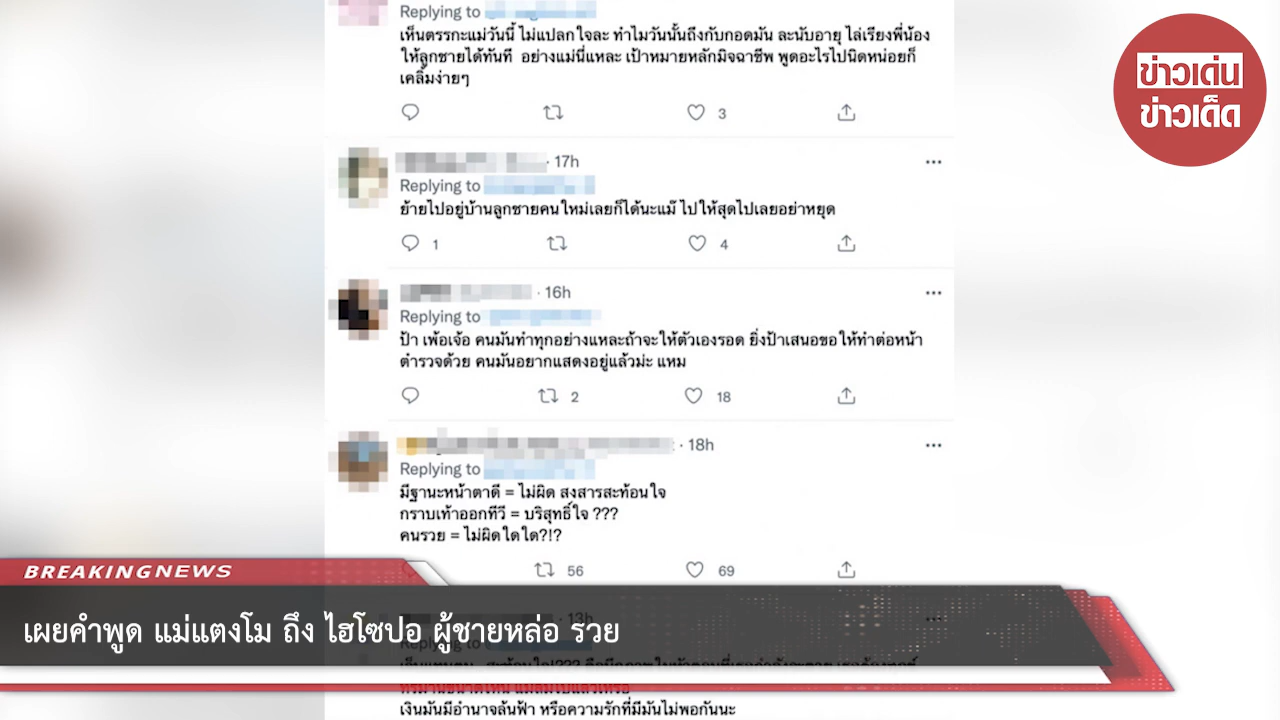 Replying to
เห็นตรรกะแม่วันนี้ ไม่แปลกใจละ ทำไมวันนั้นถึงกับกอดมัน ละนับอายุ ไล่เรียงพี่น้อง
ให้ลูกชายได้ทันที อย่างแม่นี่แหละ เป้าหมายหลักมิจฉาชีพ พูดอะไรไปนิดหน่อยก็
เคลิ้มง่ายๆ
3
ข่าวเด่น
ข่าวเด็ด
· 17h
Replying to
ย้ายไปอยู่บ้านลูกชายคนใหม่เลยก็ได้นะแม๊ ไปให้สุดไปเลยอย่าหยุด
1 4
· 16h
Replying to
ป้า เพ้อเจ้อ คนมันทำทุกอย่างแหละถ้าจะให้ตัวเองรอด ยิ่งป้าเสนอขอให้ทำต่อหน้า
ตำรวจด้วย คนมันอยากแสดงอยู่แล้วม่ะ แหม
2 18
· 18h
Replying to
มีฐานะหน้าตาดี = ไม่ผิด สงสารสะท้อนใจ
กราบเท้าออกทีวี = บริสุทธิ์ใจ ???
คนรวย = ไม่ผิดใดใด?!?
56 69
BREAKINGNEWS
· 13h
เผยคำพูด แม่แตงโม ถึง ไฮโซปอ ผู้ชายหล่อ รวย
Replying to
เงินมันมีอำนาจล้นฟ้า หรือความรักที่มีมันไม่พอกันนะ